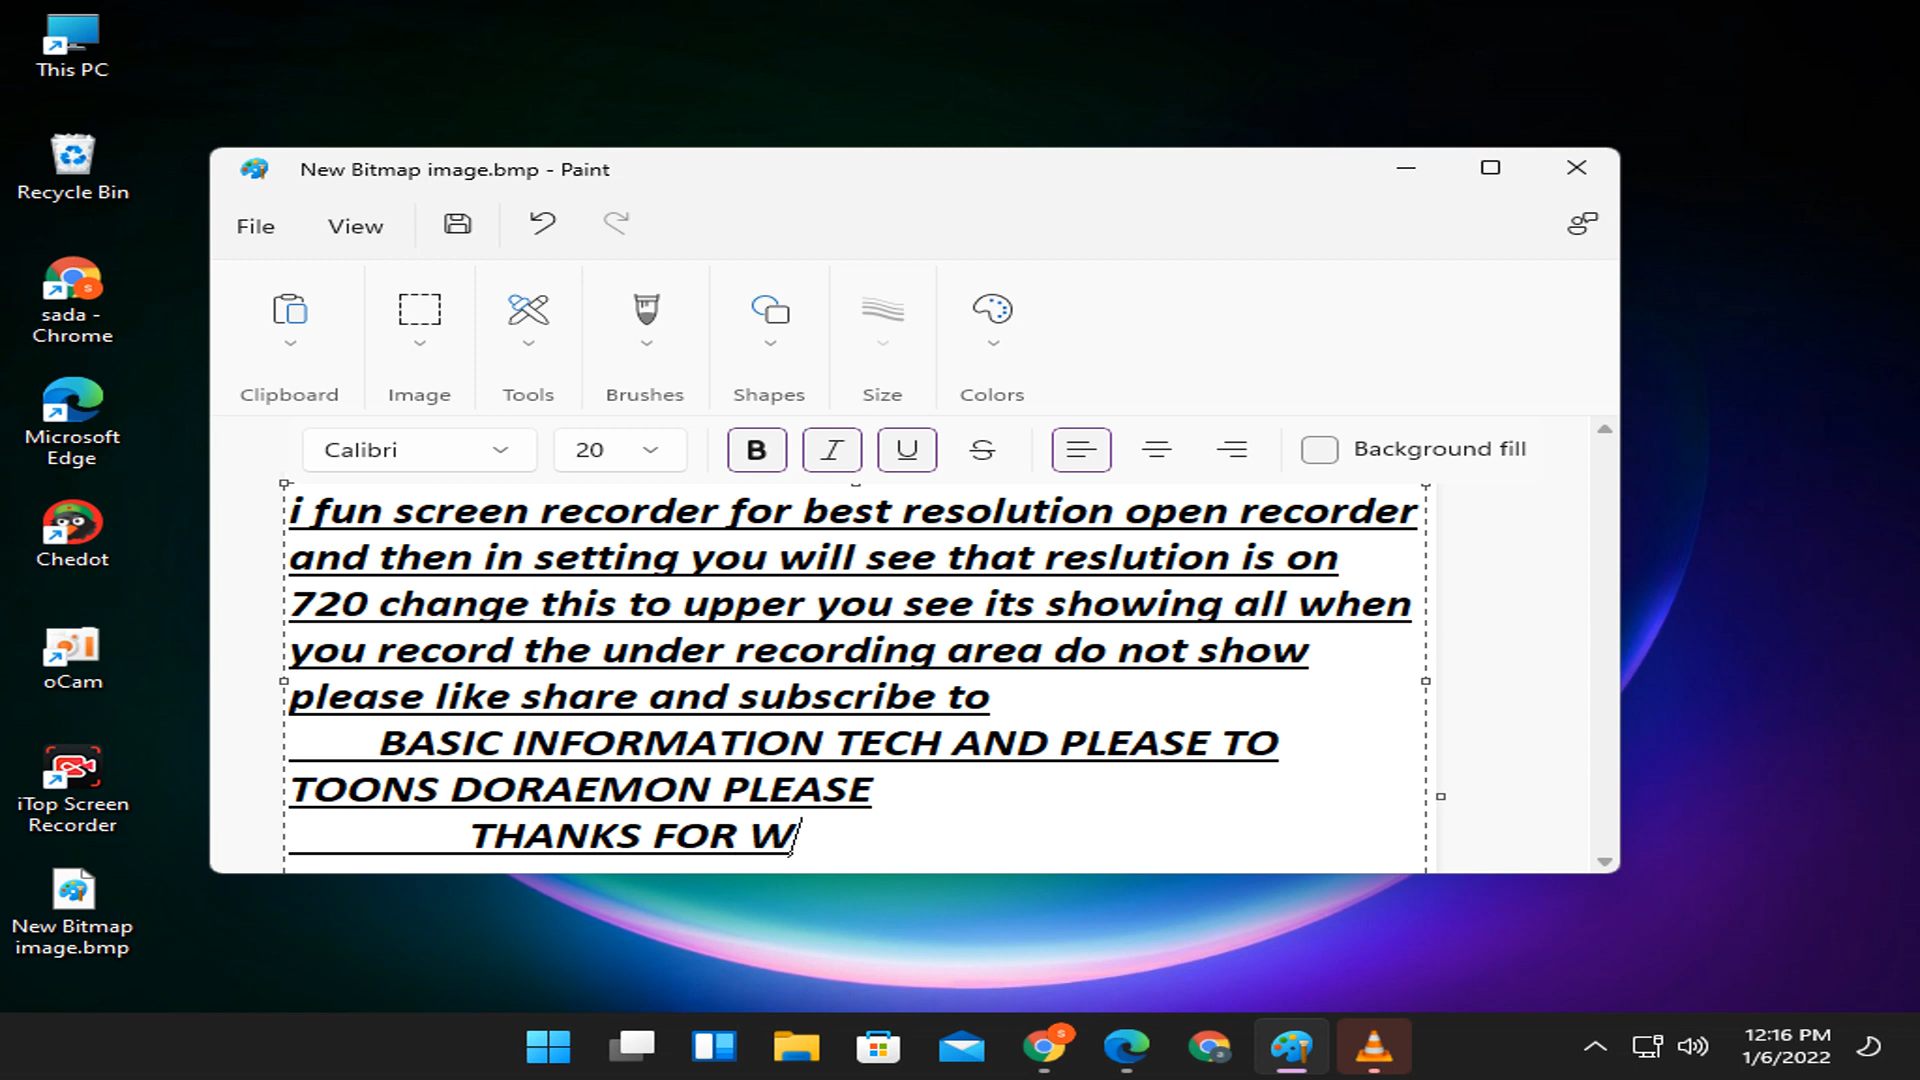 This PC
Recycle Bin
sada -
Chrome
Microsoft
Edge
Chedot
oCam
iTop Screen
Recorder
New Bitmap
image.bmp
New Bitmap image.bmp - Paint
File View
Clipboard Image Tools Brushes Shapes Size Colors
Calibri 20 B I U S Background fill
i fun screen recorder for best resolution open recorder
and then in setting you will see that reslution is on
720 change this to upper you see its showing all when
you record the under recording area do not show
please like share and subscribe to
BASIC INFORMATION TECH AND PLEASE TO
TOONS DORAEMON PLEASE
THANKS FOR W
s
12:16 PM
1/6/2022